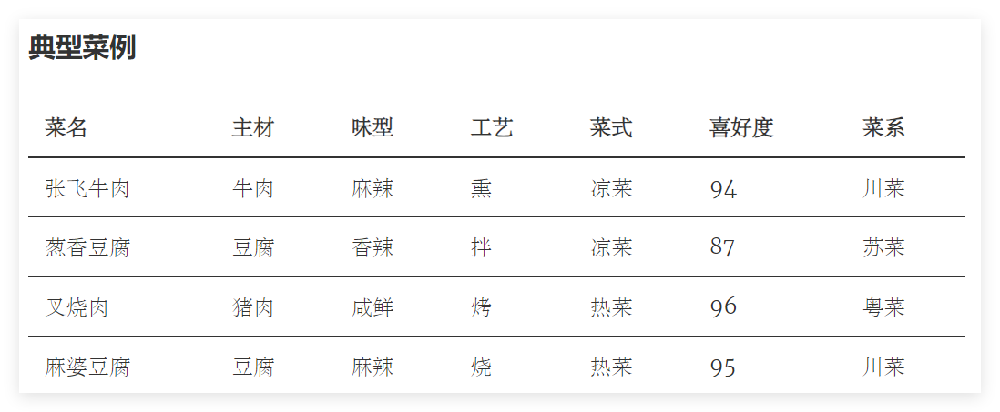 典型菜例
菜名 主材 味型 工艺 菜式 喜好度 菜系
张飞牛肉 牛肉 麻辣 熏 凉菜 94 川菜
葱香豆腐 豆腐 香辣 拌 凉菜 87 苏菜
叉烧肉 猪肉 咸鲜 烤 热菜 96 粤菜
麻婆豆腐 豆腐 麻辣 烧 热菜 95 川菜